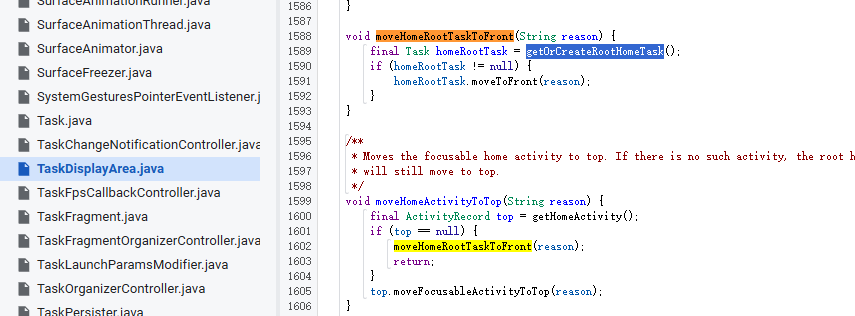 SurfaceAnimationRunner.java
SurfaceAnimationThread.java
SurfaceAnimator.java
SurfaceFreezer.java
SystemGesturesPointerEventListener.j
Task.java
TaskChangeNotificationController.java
TaskDisplayArea.java
TaskFpsCallbackController.java
TaskFragment.java
TaskFragmentOrganizerController.java
TaskLaunchParamsModifier.java
TaskOrganizerController.java
TaskPersister.java
1586 }
1587
1588 void moveHomeRootTaskToFront(String reason) {
1589 final Task homeRootTask = getOrCreateRootHomeTask();
1590 if (homeRootTask != null) {
1591 homeRootTask.moveToFront(reason);
1592 }
1593 }
1594
1595 /**
1596 * Moves the focusable home activity to top. If there is no such activity, the root h
1597 * will still move to top.
1598 */
1599 void moveHomeActivityToTop(String reason) {
1600 final ActivityRecord top = getHomeActivity();
1601 if (top == null) {
1602 moveHomeRootTaskToFront(reason);
1603 return;
1604 }
1605 top.moveFocusableActivityToTop(reason);
1606 }